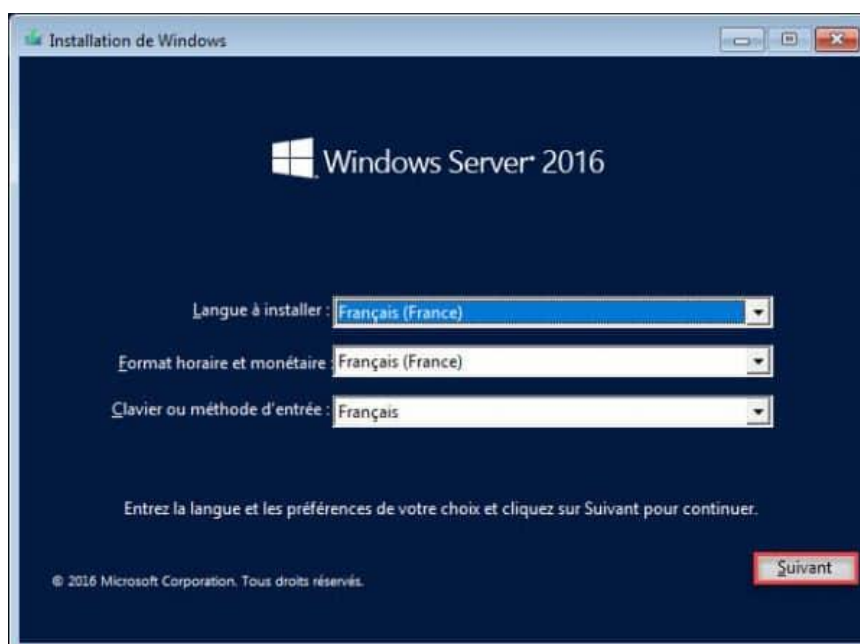 Installation de Windows
Windows Server 2016
Langue à installer : Français (France)
Format horaire et monétaire : Français (France)
Clavier ou méthode d'entrée : Français
Entrez la langue et les préférences de votre choix et cliquez sur Suivant pour continuer.
Suivant
© 2016 Microsoft Corporation. Tous droits réservés.